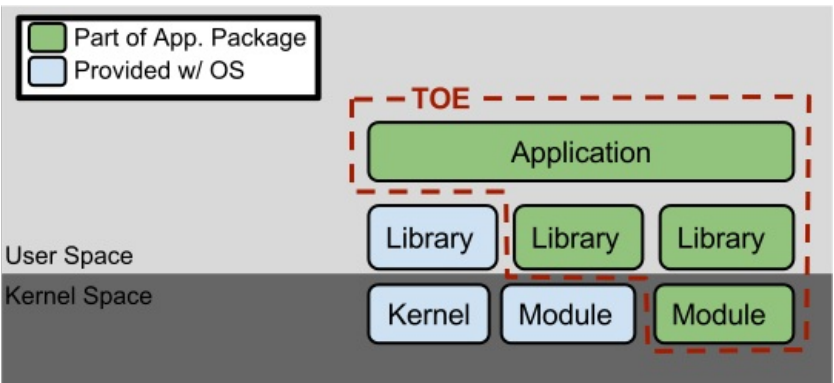 Part of App. Package
Provided w/ OS
TOE
Application
Library Library Library
User Space
Kernel Space
Kernel Module Module